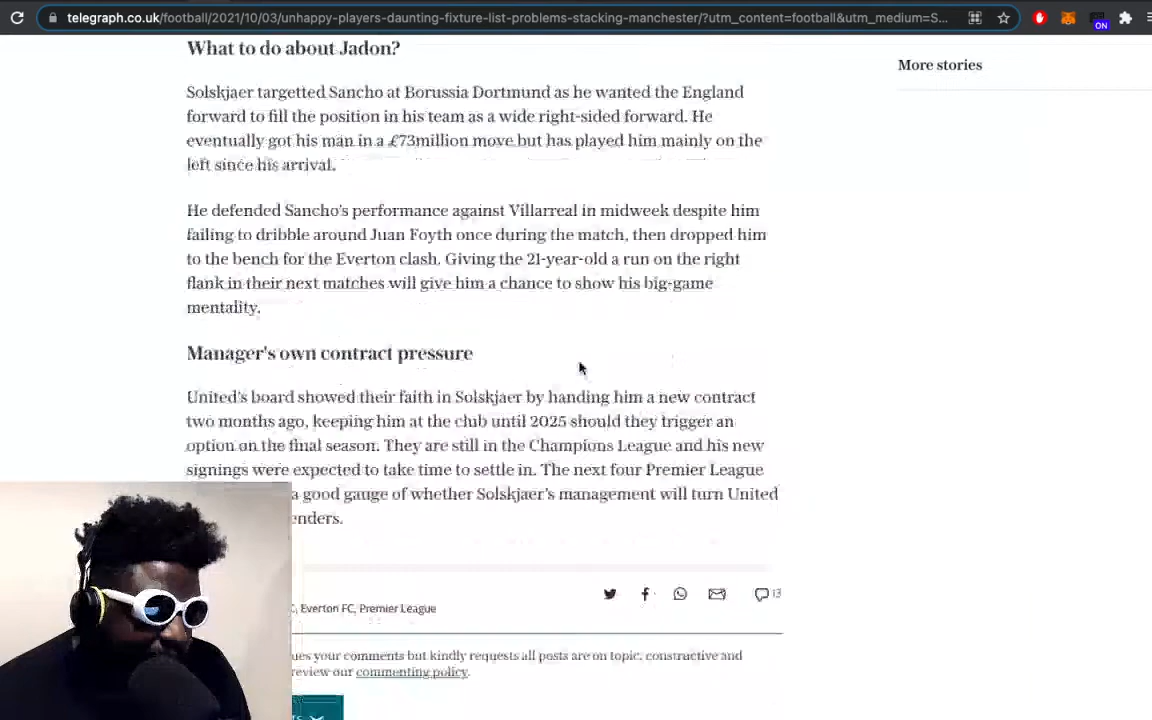 telegraph.co.uk/football/2021/10/03/unhappy-players-daunting-fixture-list-problems-stacking-manchester/?utm_content=football&utm_medium=S...
ON
What to do about Jadon?
More stories
Solskjaer targetted Sancho at Borussia Dortmund as he wanted the England
forward to fill the position in his team as a wide right-sided forward. He
eventually got his man in a £73million move but has played him mainly on the
left since his arrival.
He defended Sancho's performance against Villarreal in midweek despite him
failing to dribble around Juan Foyth once during the match, then dropped him
to the bench for the Everton clash. Giving the 21-year-old a run on the right
flank in their next matches will give him a chance to show his big-game
mentality.
Manager's own contract pressure
United's board showed their faith in Solskjaer by handing him a new contract
two months ago, keeping him at the club until 2025 should they trigger an
option on the final season. They are still in the Champions League and his new
signings were expected to take time to settle in. The next four Premier League
a good gauge of whether Solskjaer's management will turn United
enders.
13
Everton FC, Premier League
ues your comments but kindly requests all posts are on topic, constructive and
review our commenting policy.